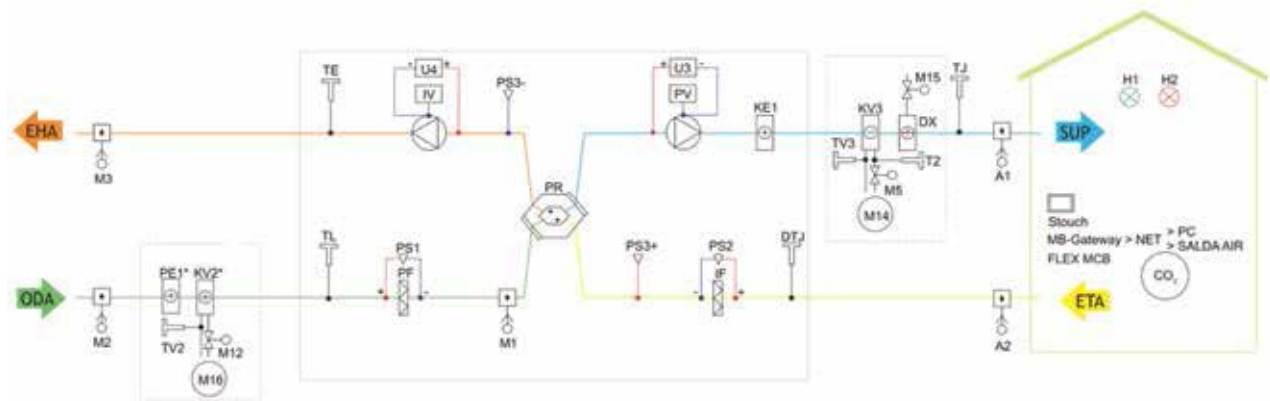 TE
- U4 +
PS3-
+ U3 -
M15
TJ
H1 H2
IV
PV
KE1
KV3
DX
EHA
SUP
TV3
T2
M3
A1
PR
M5
M14
Stouch
MB-Gateway > NET > PC
> SALDA AIR
FLEX MCB
CO₂
TL
PS1
PS3+
PS2
DTJ
PE1* KV2*
+ PF -
- IF +
ODA
ETA
M2
M1
A2
TV2
M12
M16